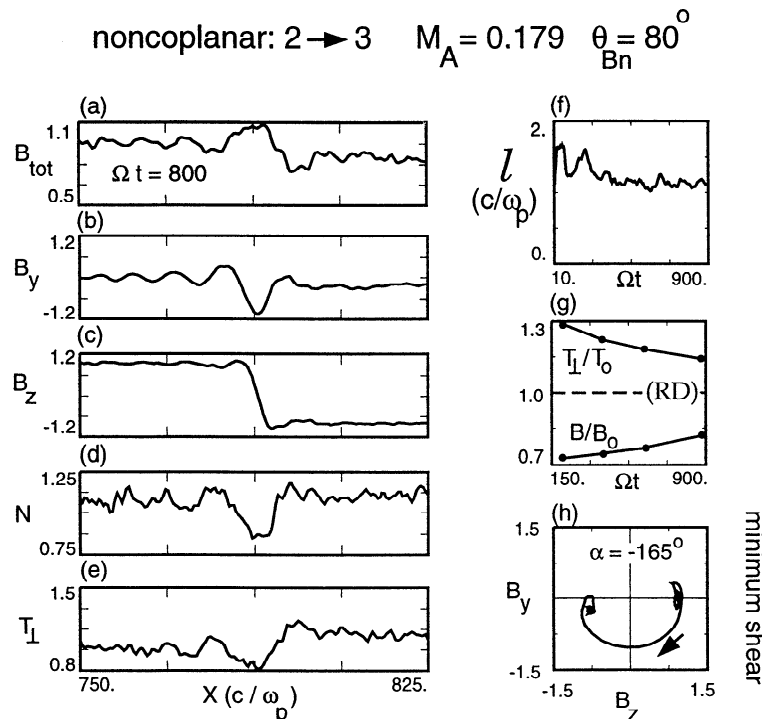 noncoplanar: 2 → 3 M_A = 0.179 θ_Bn = 80°
(a)
1.1
B_tot
0.5
Ωt = 800
(b)
1.2
B_y
-1.2
(c)
1.2
B_z
-1.2
(d)
1.25
N
0.75
(e)
1.5
T_⊥
0.8
750. 825.
X (c / ω_p)
(f)
2.
l
(c/ω_p)
0.
10. Ωt 900.
(g)
1.3
T_⊥/T_o
1.0
(RD)
B/B_o
0.7
150. Ωt 900.
(h)
1.5
α = -165°
B_y
-1.5
-1.5 1.5
B_z
minimum shear